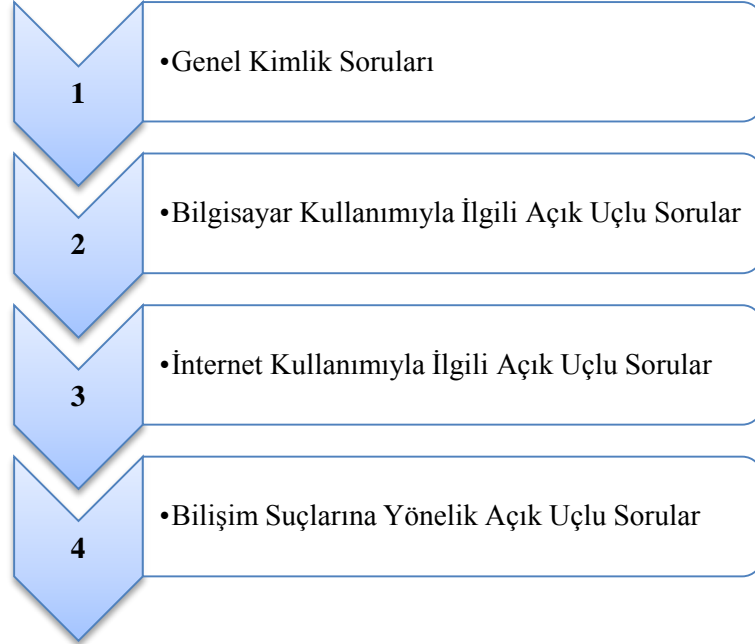 1
•Genel Kimlik Soruları
2
•Bilgisayar Kullanımıyla İlgili Açık Uçlu Sorular
3
•İnternet Kullanımıyla İlgili Açık Uçlu Sorular
4
•Bilişim Suçlarına Yönelik Açık Uçlu Sorular